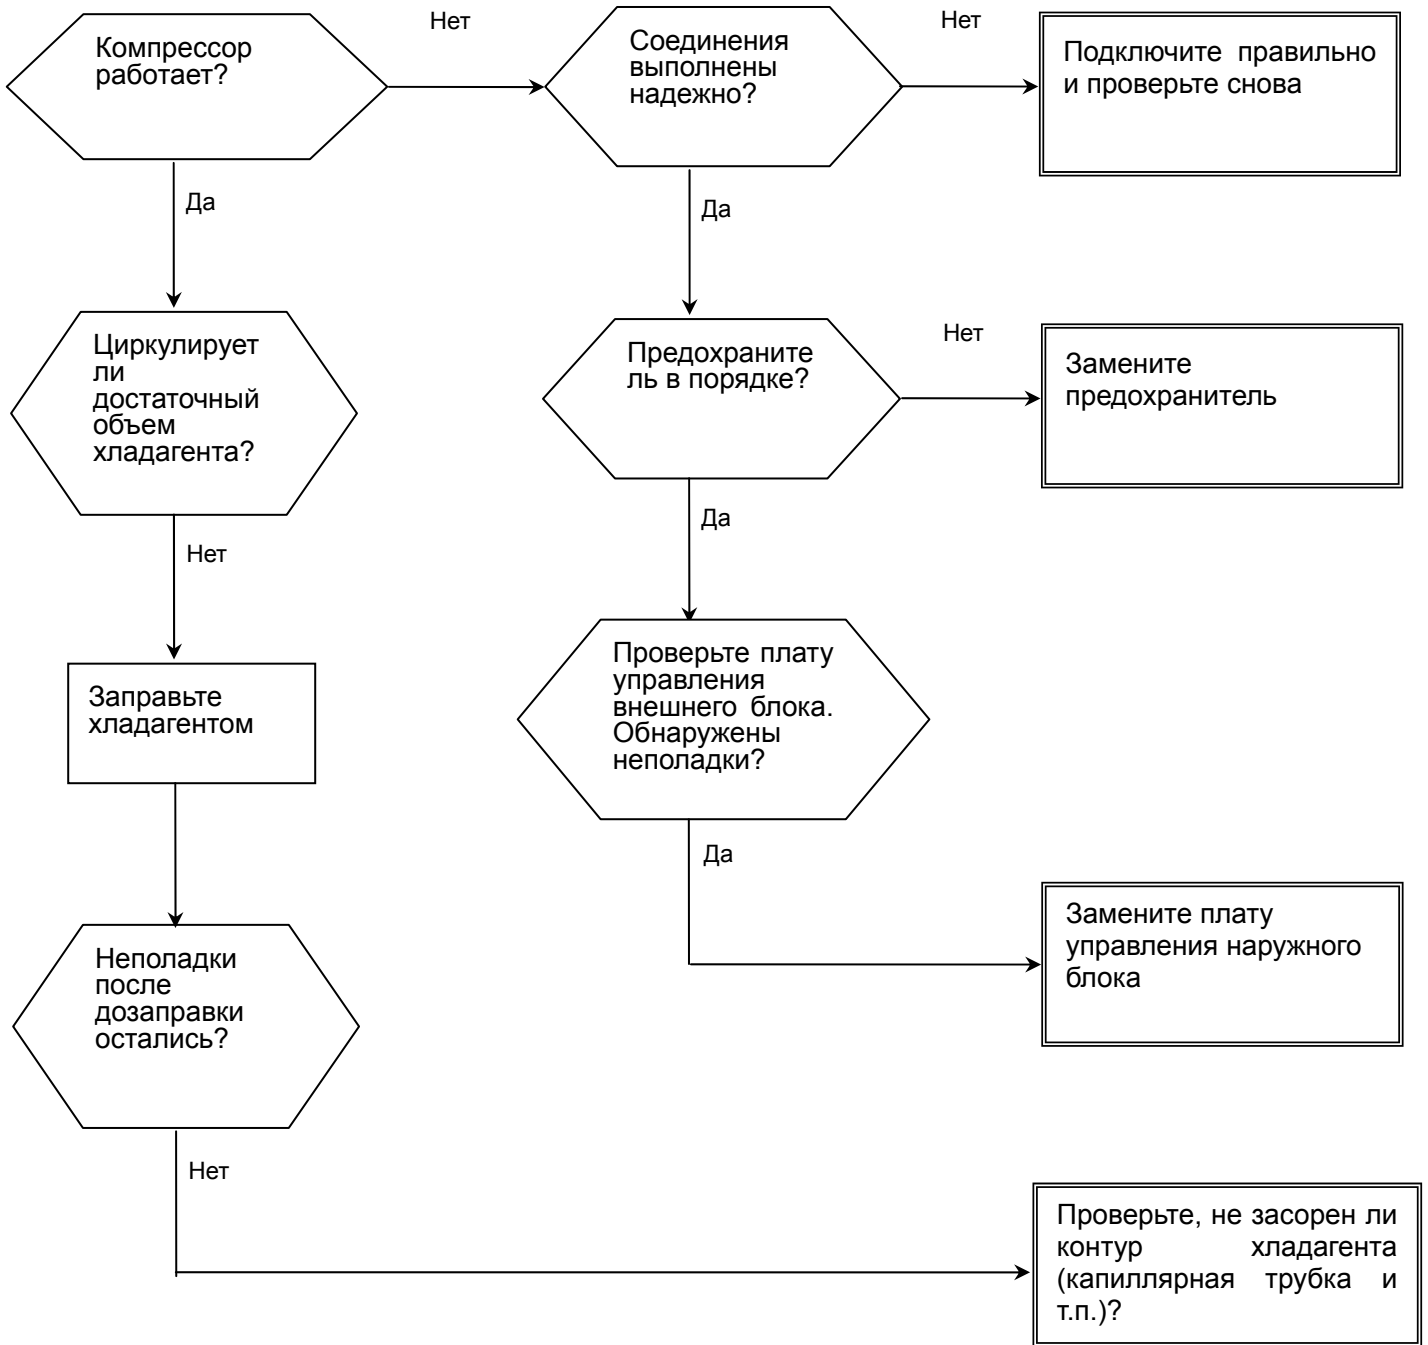 Компрессор
работает?
Нет
Соединения
выполнены
надежно?
Нет
Подключите правильно
и проверьте снова
Да
Да
Циркулирует
ли
достаточный
объем
хладагента?
Предохраните
ль в порядке?
Нет
Замените
предохранитель
Нет
Да
Заправьте
хладагентом
Проверьте плату
управления
внешнего блока.
Обнаружены
неполадки?
Да
Неполадки
после
дозаправки
остались?
Замените плату
управления наружного
блока
Нет
Проверьте, не засорен ли
контур хладагента
(капиллярная трубка и
т.п.)?